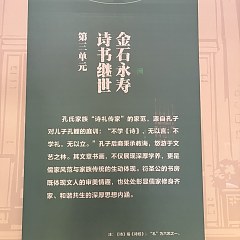 金石永寿
诗书继世
第三单元
孔氏家族“诗礼传家”的家范，源自孔子
对儿子孔鲤的庭训：“不学《诗》，无以言；不
学礼，无以立。”孔子后裔秉承教诲，悠游于文
艺之林，其文章书画，不仅展现深厚学养，更是
儒家风范与家族传统的生动体现。衍圣公的书房
既体现文人的审美情趣，也处处彰显儒家修身齐
家、和谐共生的深厚思想内涵。